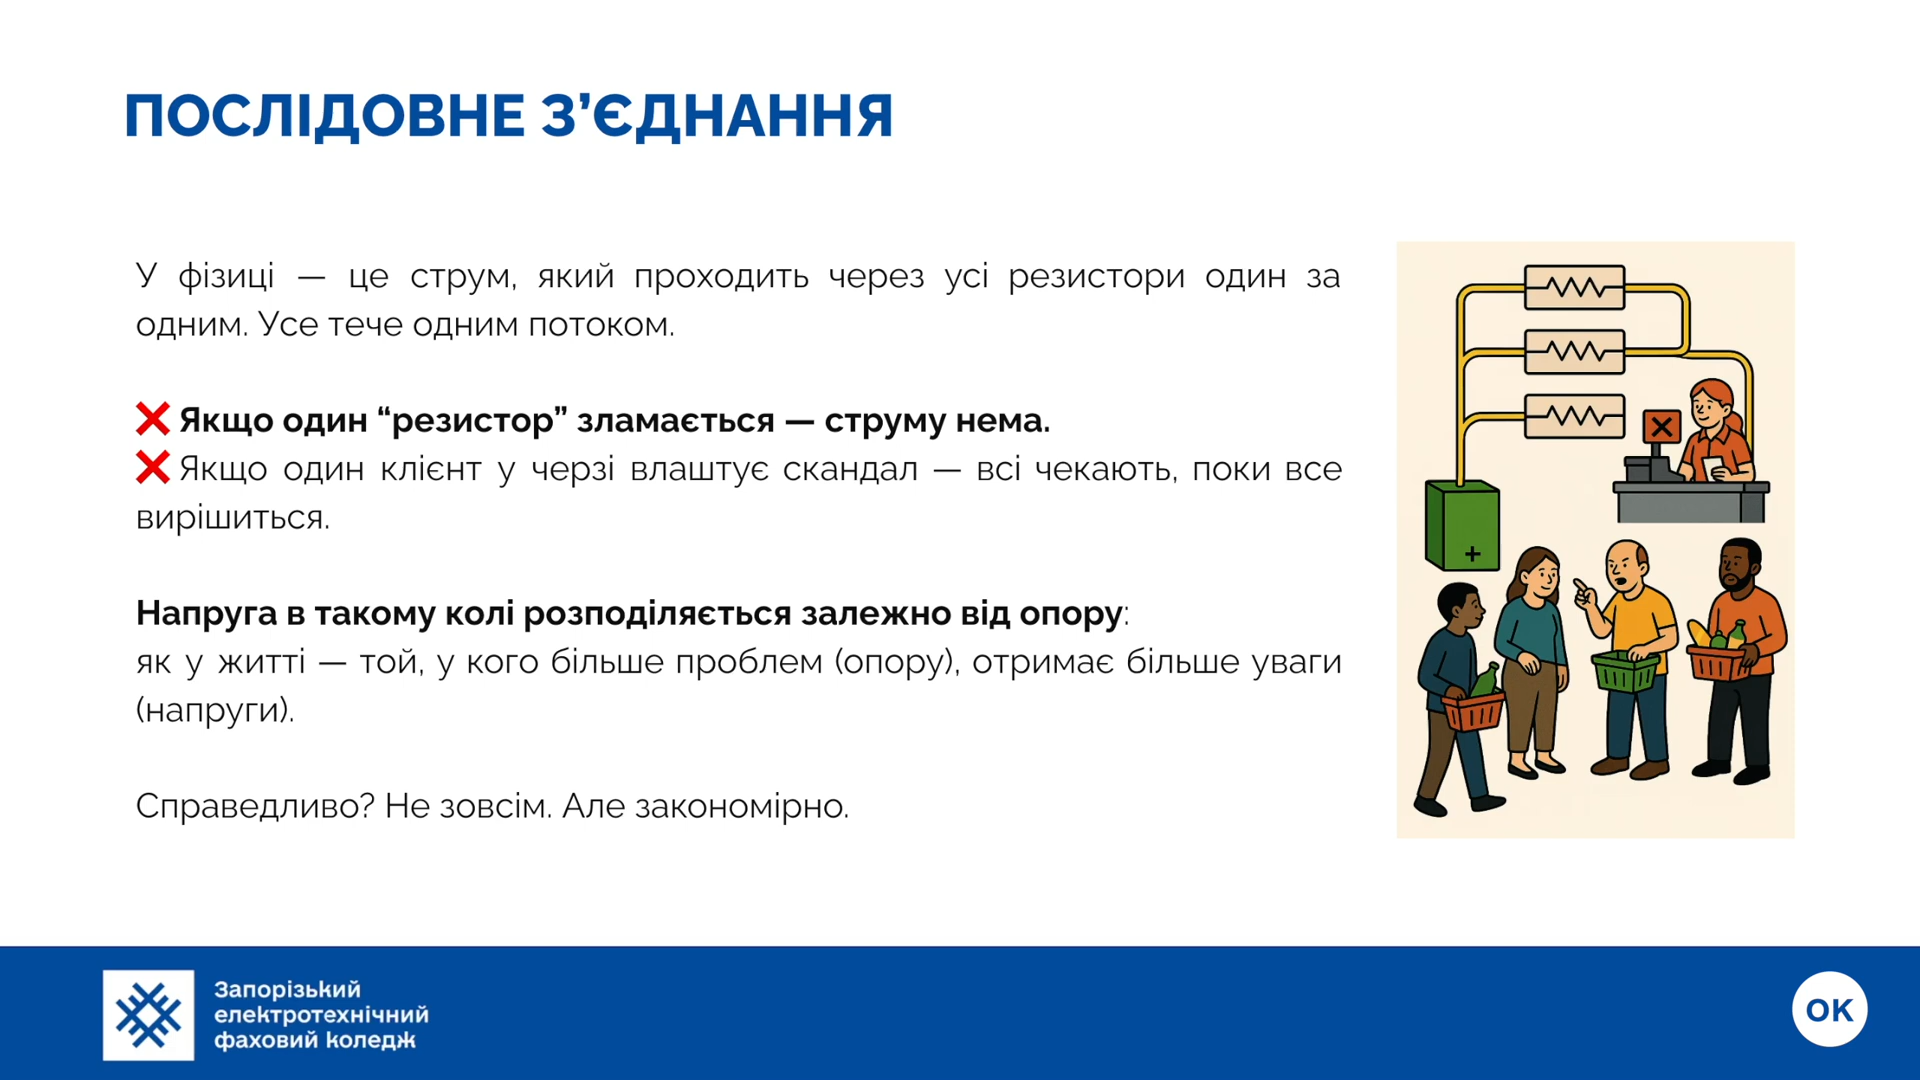 ПОСЛІДОВНЕ З’ЄДНАННЯ
У фізиці — це струм, який проходить через усі резистори один за
одним. Усе тече одним потоком.
❌ Якщо один “резистор” зламається — струму нема.
❌ Якщо один клієнт у черзі влаштує скандал — всі чекають, поки все
вирішиться.
Напруга в такому колі розподіляється залежно від опору:
як у житті — той, у кого більше проблем (опору), отримає більше уваги
(напруги).
Справедливо? Не зовсім. Але закономірно.
+
Запорізький
електротехнічний
фаховий коледж
ОК